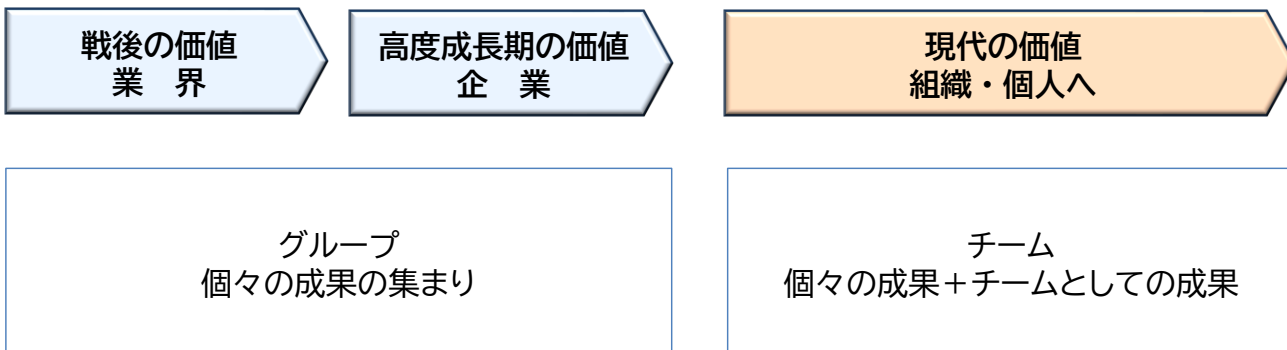 戦後の価値
業　界
高度成長期の価値
企　業
現代の価値
組織・個人へ
グループ
個々の成果の集まり
チーム
個々の成果＋チームとしての成果